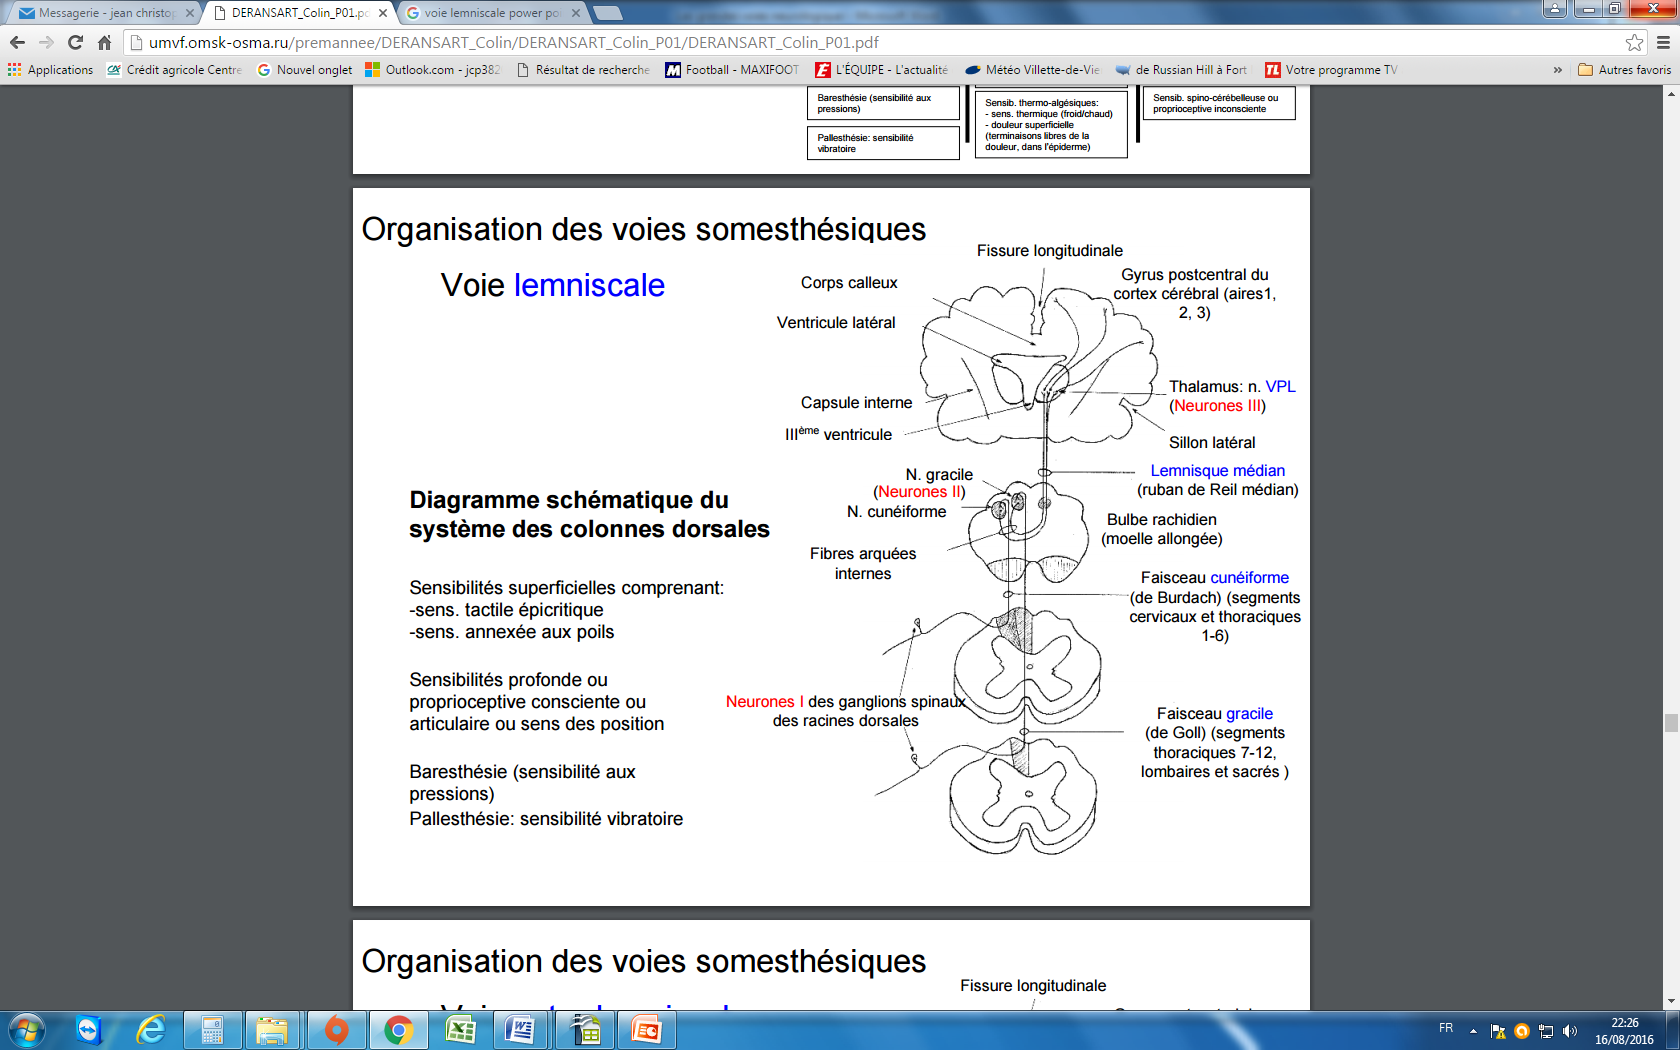 Messagerie - jean christop
DERANSART_Colin_P01.pd
voie lemniscale power poi
umvf.omsk-osma.ru/premannee/DERANSART_Colin/DERANSART_Colin_P01/DERANSART_Colin_P01.pdf
Applications
Crédit agricole Centre
Nouvel onglet
Outlook.com - jcp382
Résultat de recherche
Football - MAXIFOOT
L'ÉQUIPE - L'actualité
Météo Villette-de-Vie
de Russian Hill à Fort
Votre programme TV
»
Autres favoris
Baresthésie (sensibilité aux
pressions)
Pallesthésie: sensibilité
vibratoire
Sensib. thermo-algésiques:
- sens. thermique (froid/chaud)
- douleur superficielle
(terminaisons libres de la
douleur, dans l'épiderme)
Sensib. spino-cérébelleuse ou
proprioceptive inconsciente
Organisation des voies somesthésiques
Voie lemniscale
Fissure longitudinale
Corps calleux
Gyrus postcentral du
cortex cérébral (aires1,
2, 3)
Ventricule latéral
Thalamus: n. VPL
(Neurones III)
Capsule interne
IIIème ventricule
Sillon latéral
N. gracile
(Neurones II)
N. cunéiforme
Lemnisque médian
(ruban de Reil médian)
Diagramme schématique du
système des colonnes dorsales
Bulbe rachidien
(moelle allongée)
Fibres arquées
internes
Faisceau cunéiforme
(de Burdach) (segments
cervicaux et thoraciques
1-6)
Sensibilités superficielles comprenant:
-sens. tactile épicritique
-sens. annexée aux poils
Sensibilités profonde ou
proprioceptive consciente ou
articulaire ou sens des position
Neurones I des ganglions spinaux
des racines dorsales
Faisceau gracile
(de Goll) (segments
thoraciques 7-12,
lombaires et sacrés )
Baresthésie (sensibilité aux
pressions)
Pallesthésie: sensibilité vibratoire
Organisation des voies somesthésiques
Fissure longitudinale
FR
22:26
16/08/2016